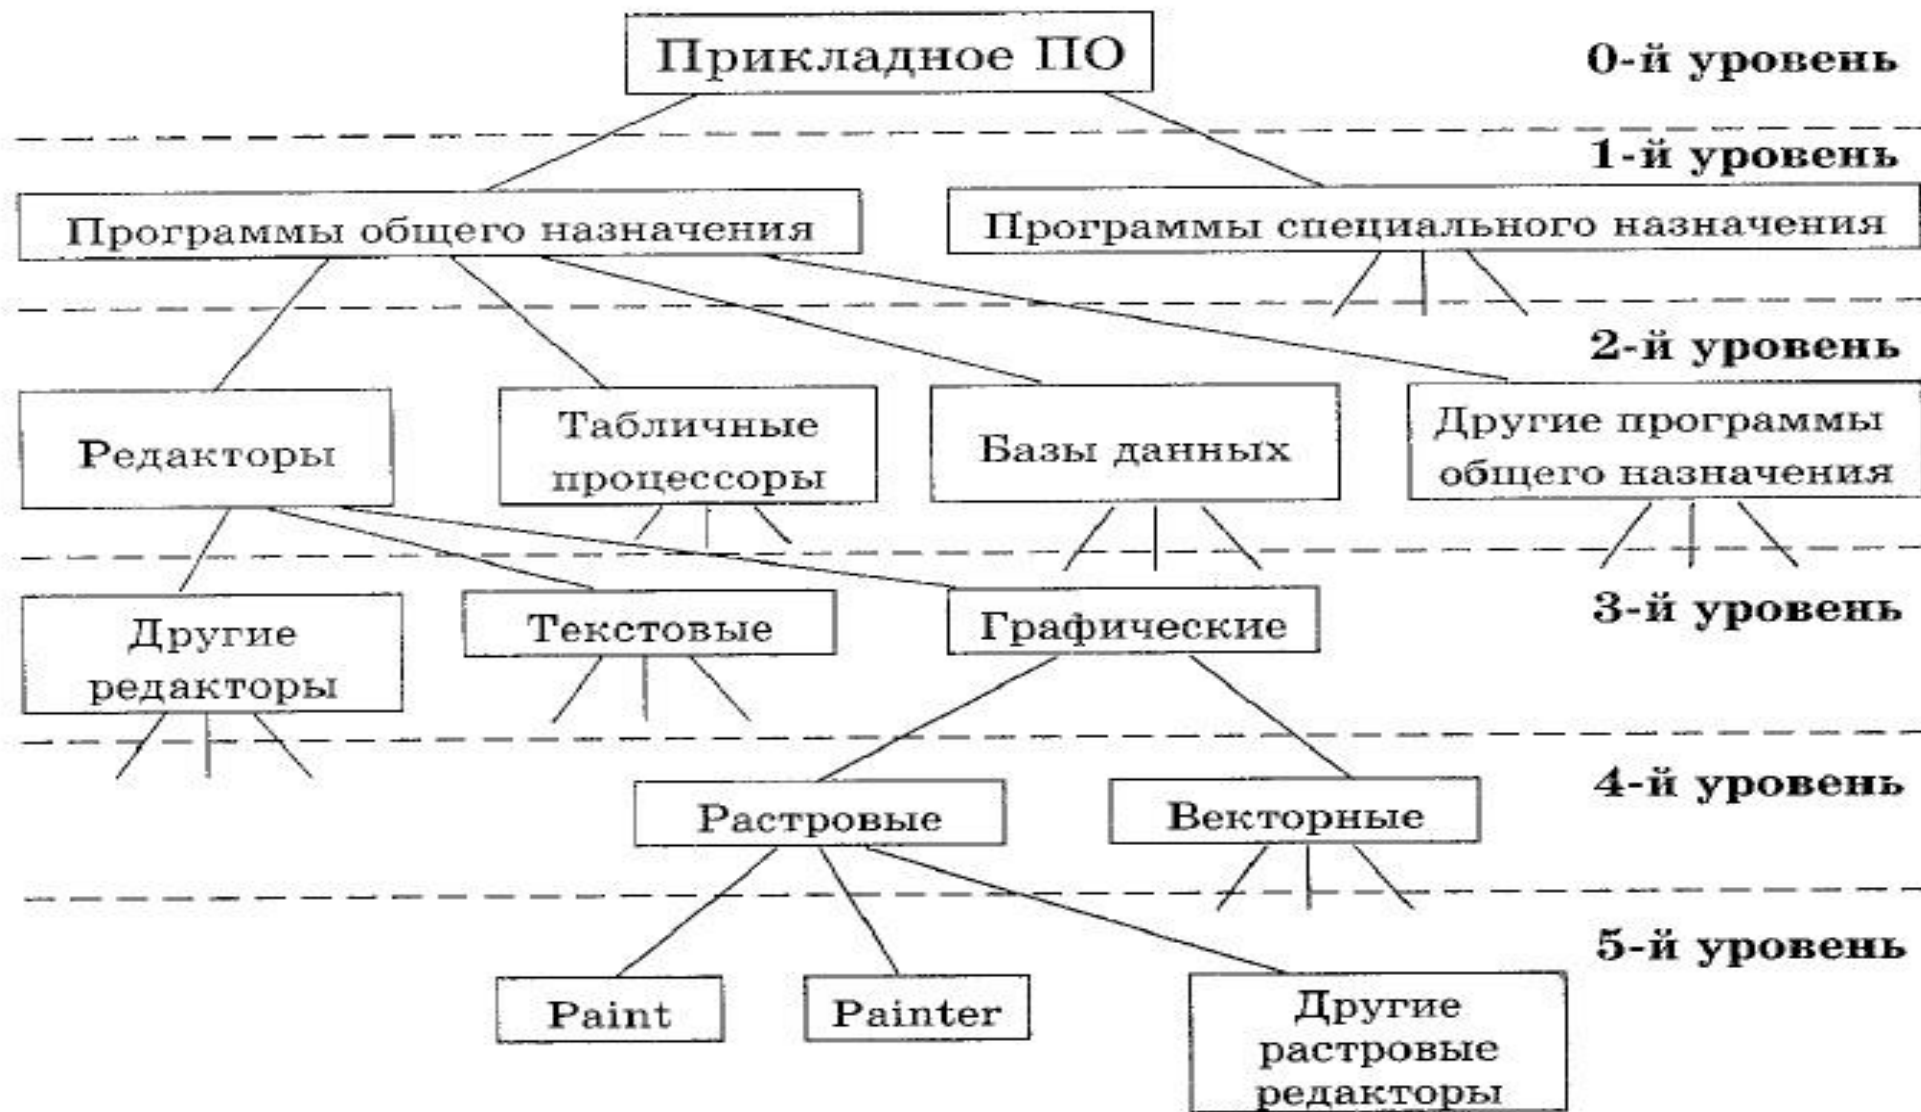 Прикладное ПО
0-й уровень
1-й уровень
Программы общего назначения
Программы специального назначения
2-й уровень
Редакторы
Табличные
процессоры
Базы данных
Другие программы
общего назначения
3-й уровень
Другие
редакторы
Текстовые
Графические
4-й уровень
Растровые
Векторные
5-й уровень
Paint
Painter
Другие
растровые
редакторы